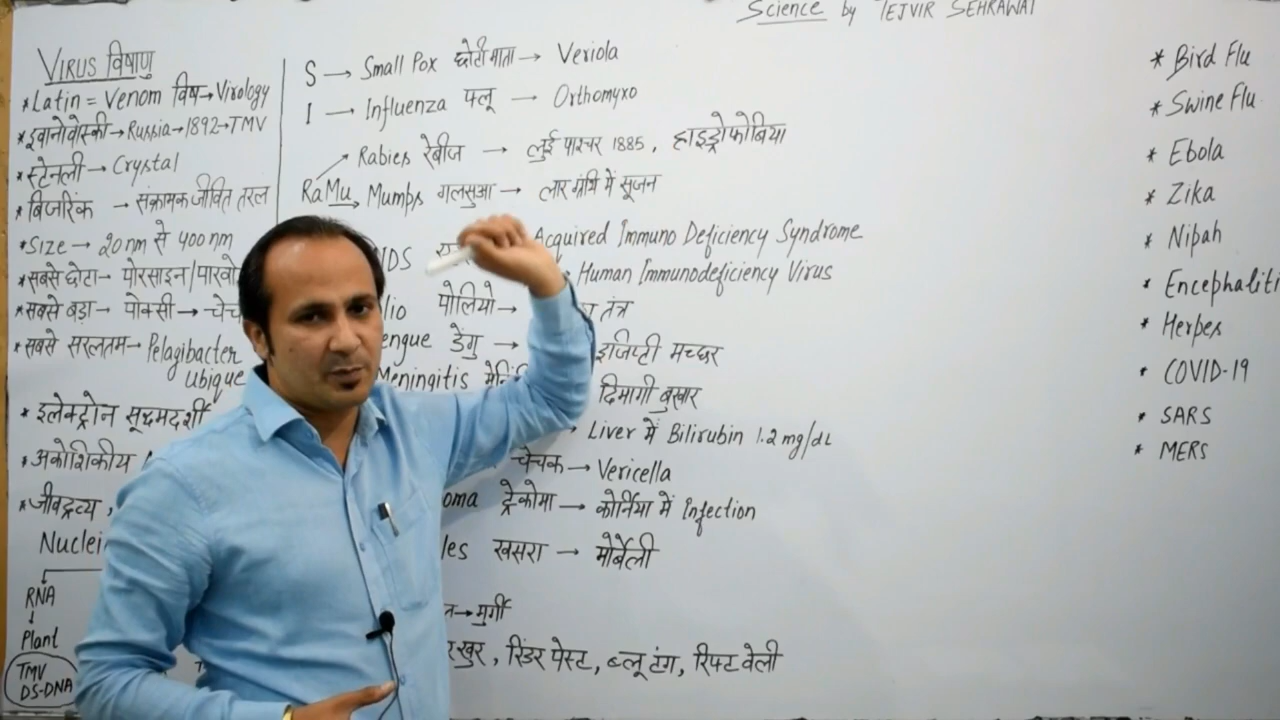 Science by TEJVIR SEHRAWAT
VIRUS विषाणु
* Latin = Venom विष → Virology
* इवानोवोस्की → Russia → 1892 → TMV
* स्टेनली → Crystal
* बिजरिंक → संक्रामक जीवित तरल
* Size → 20 nm से 400 nm
* सबसे छोटा → पोरसाइन/पारवो
* सबसे बड़ा → पोक्सी → चेच
* सबसे सरलतम → Pelagibacter
ubique
* इलेक्ट्रोन सूक्ष्मदर्शी
* अकोशिकीय
* जीवद्रव्य ,
Nuclei
RNA
↓
Plant
TMV
DS-DNA
S → Small Pox छोटी माता → Veriola
I → Influenza फ्लू → Orthomyxo
Rabies रेबीज → लुई पाश्चर 1885 , हाइड्रोफोबिया
RaMu Mumps गलसुआ → लार ग्रंथि में सूजन
IDS Acquired Immuno Deficiency Syndrome
Human Immunodeficiency Virus
lio पोलियो → तंत्र
engue डेंगु → इजिप्टी मच्छर
Meningitis दिमागी बुखार
Liver में Bilirubin 1.2 mg/dL
चेचक → Vericella
oma ट्रेकोमा → कोर्निया में Infection
les खसरा → मोर्बेली
त → मुर्गी
खुर , रिंडर पेस्ट, ब्लू टंग, रिफ्ट वेली
* Bird Flu
* Swine Flu
* Ebola
* Zika
* Nipah
* Encephaliti
* Herpes
* COVID-19
* SARS
* MERS